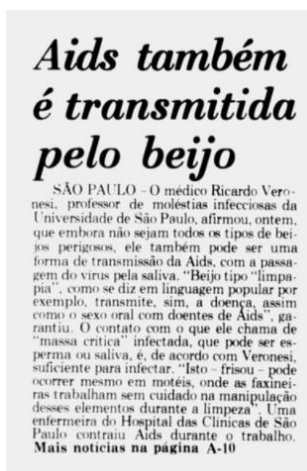 Aids também
é transmitida
pelo beijo
SÃO PAULO - O médico Ricardo Vero-
nesi, professor de moléstias infecciosas da
Universidade de São Paulo, afirmou, ontem,
que embora não sejam todos os tipos de bei-
jos perigosos, ele também pode ser uma
forma de transmissão da Aids, com a passa-
gem do virus pela saliva. "Beijo tipo "limpa-
pia", como se diz em linguagem popular por
exemplo, transmite, sim, a doença, assim
como o sexo oral com doentes de Aids", ga-
rantiu. O contato com o que ele chama de
"massa critica" infectada, que pode ser es-
perma ou saliva, é, de acordo com Veronesi,
suficiente para infectar. "Isto - frisou - pode
ocorrer mesmo em motéis, onde as faxinei-
ras trabalham sem cuidado na manipulação
desses elementos durante a limpeza". Uma
enfermeira do Hospital das Clínicas de São
Paulo contraiu Aids durante o trabalho.
Mais notícias na página A-10